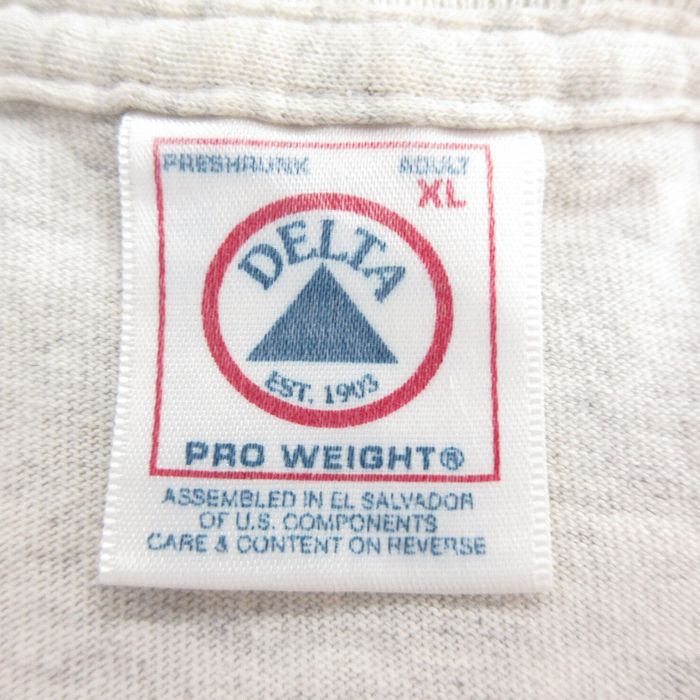 PRESHRUNK ADULT
XL
DELTA
EST. 1903
PRO WEIGHT®
ASSEMBLED IN EL SALVADOR
OF U.S. COMPONENTS
CARE & CONTENT ON REVERSE